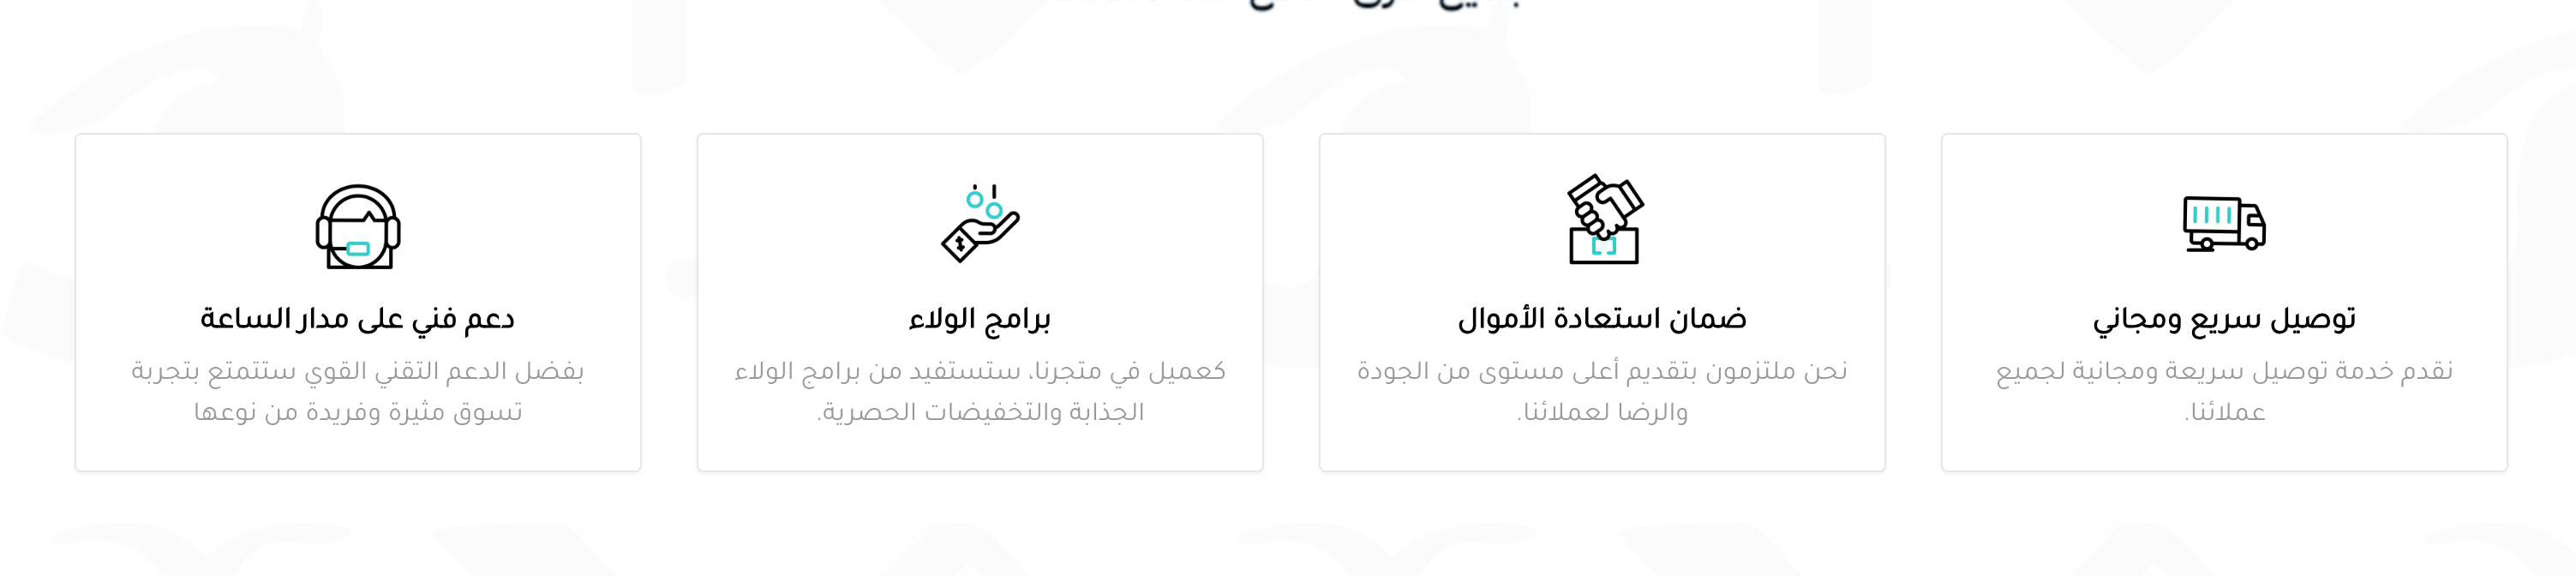 توصيل سريع ومجاني
نقدم خدمة توصيل سريعة ومجانية لجميع
عملائنا.
ضمان استعادة الأموال
نحن ملتزمون بتقديم أعلى مستوى من الجودة
والرضا لعملائنا.
برامج الولاء
كعميل في متجرنا، ستستفيد من برامج الولاء
الجذابة والتخفيضات الحصرية.
دعم فني على مدار الساعة
بفضل الدعم التقني القوي ستتمتع بتجربة
تسوق مثيرة وفريدة من نوعها